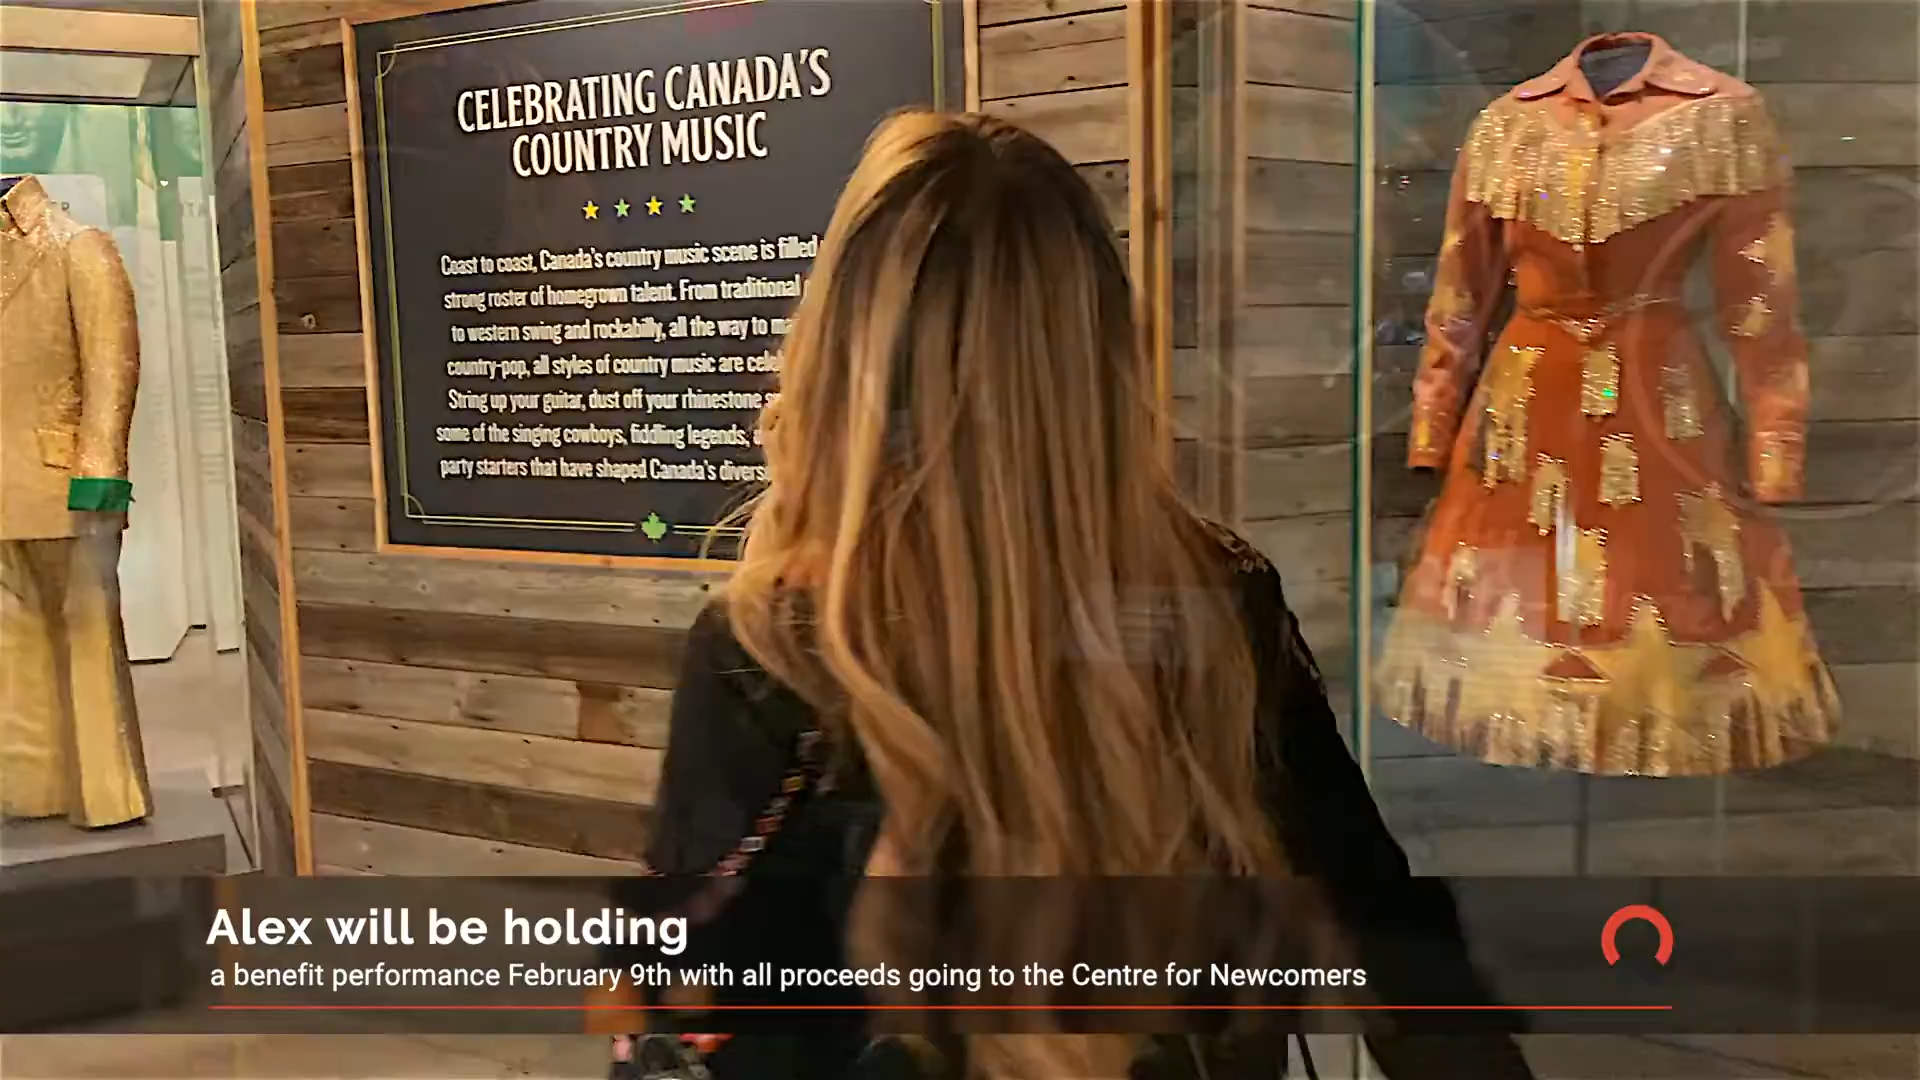 CELEBRATING CANADA'S
COUNTRY MUSIC
Coast to coast, Canada's country music scene is filled
strong roster of homegrown talent. From traditional
to western swing and rockabilly, all the way to
country-pop, all styles of country music are
String up your guitar, dust off your rhinestone
some of the singing cowboys, fiddling legends,
party starters that have shaped Canada's
Alex will be holding
a benefit performance February 9th with all proceeds going to the Centre for Newcomers